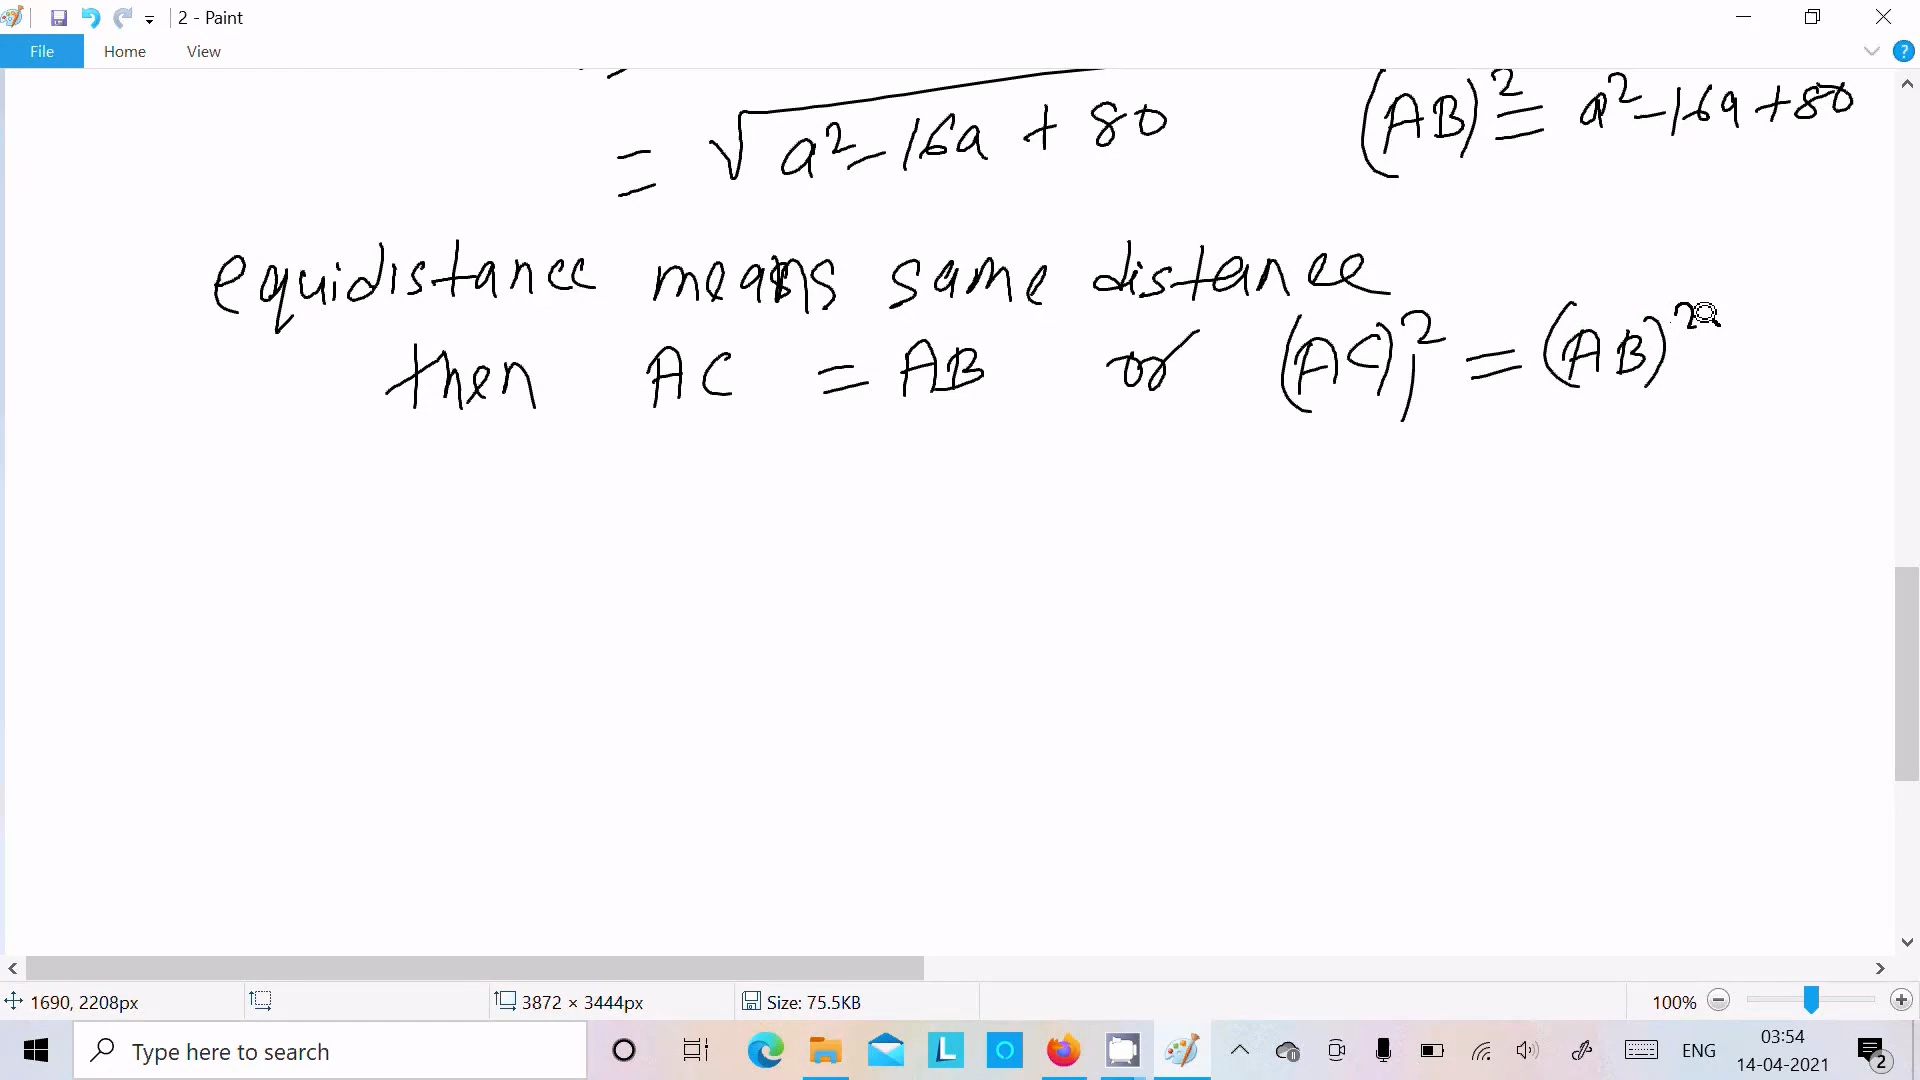 2 - Paint
File Home View
= √a²-16a + 80
(AB)² = a²-16a+80
equidistance means same distance
then AC = AB or (AC)² = (AB)²
1690, 2208px
3872 × 3444px
Size: 75.5KB
100%
Type here to search
ENG
03:54
14-04-2021
2